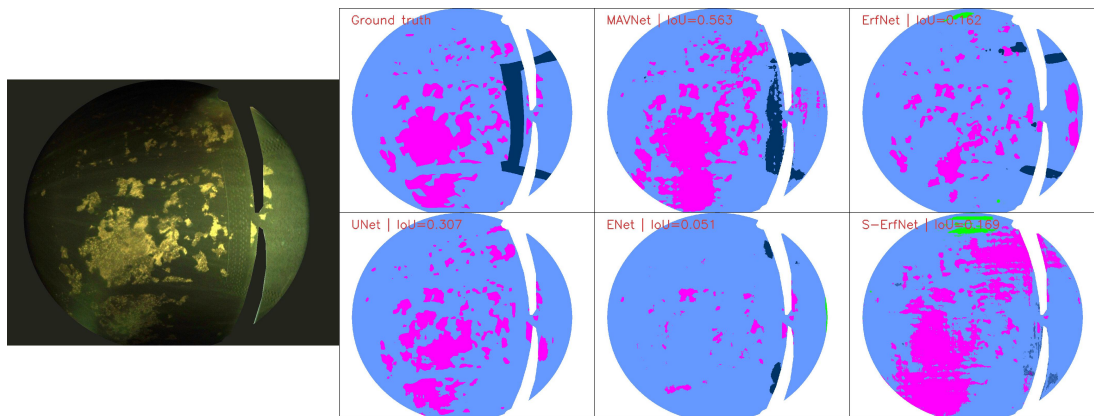 Ground truth
MAVNet | IoU=0.563
ErfNet | IoU=0.162
UNet | IoU=0.307
ENet | IoU=0.051
S-ErfNet | IoU=0.169